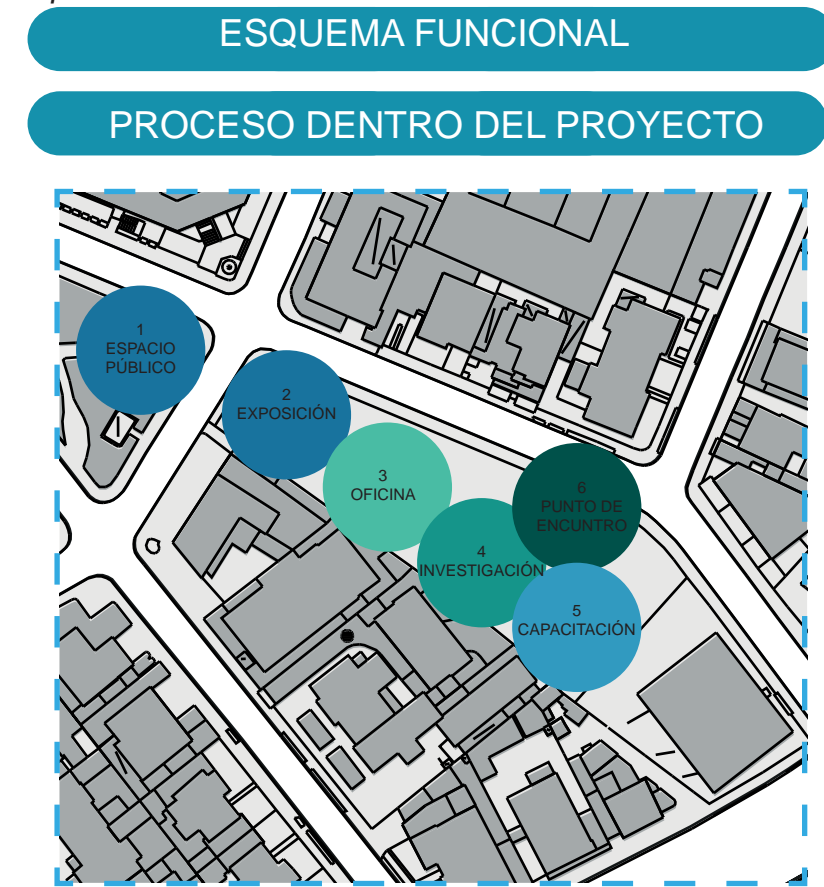 ESQUEMA FUNCIONAL
PROCESO DENTRO DEL PROYECTO
1
ESPACIO
PÚBLICO
2
EXPOSICIÓN
3
OFICINA
4
INVESTIGACIÓN
6
PUNTO DE
ENCUNTRO
5
CAPACITACIÓN